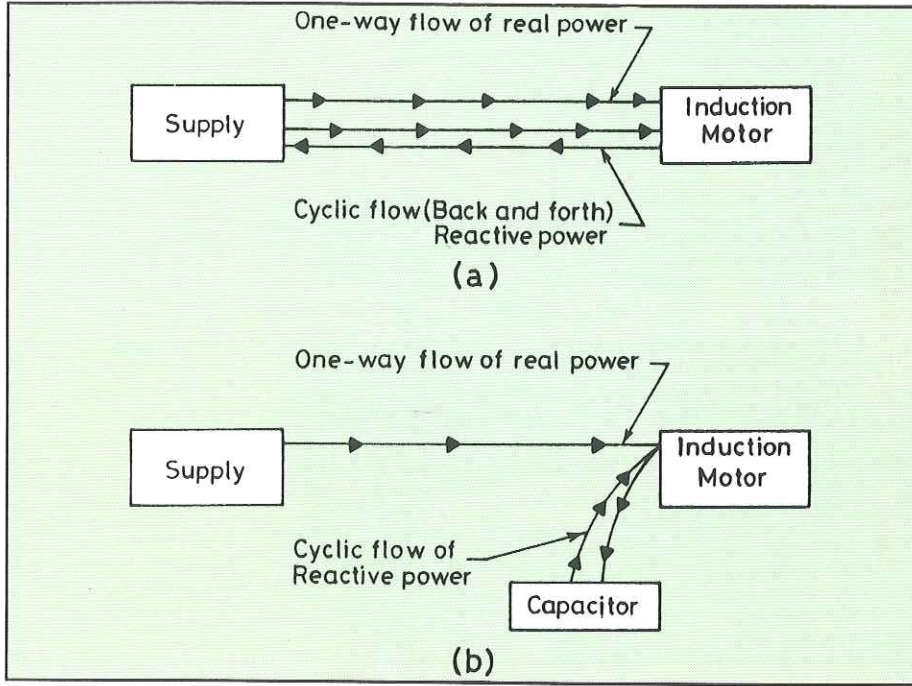 One-way flow of real power
Supply
Induction
Motor
Cyclic flow(Back and forth)
Reactive power
(a)
One-way flow of real power
Supply
Induction
Motor
Cyclic flow of
Reactive power
Capacitor
(b)